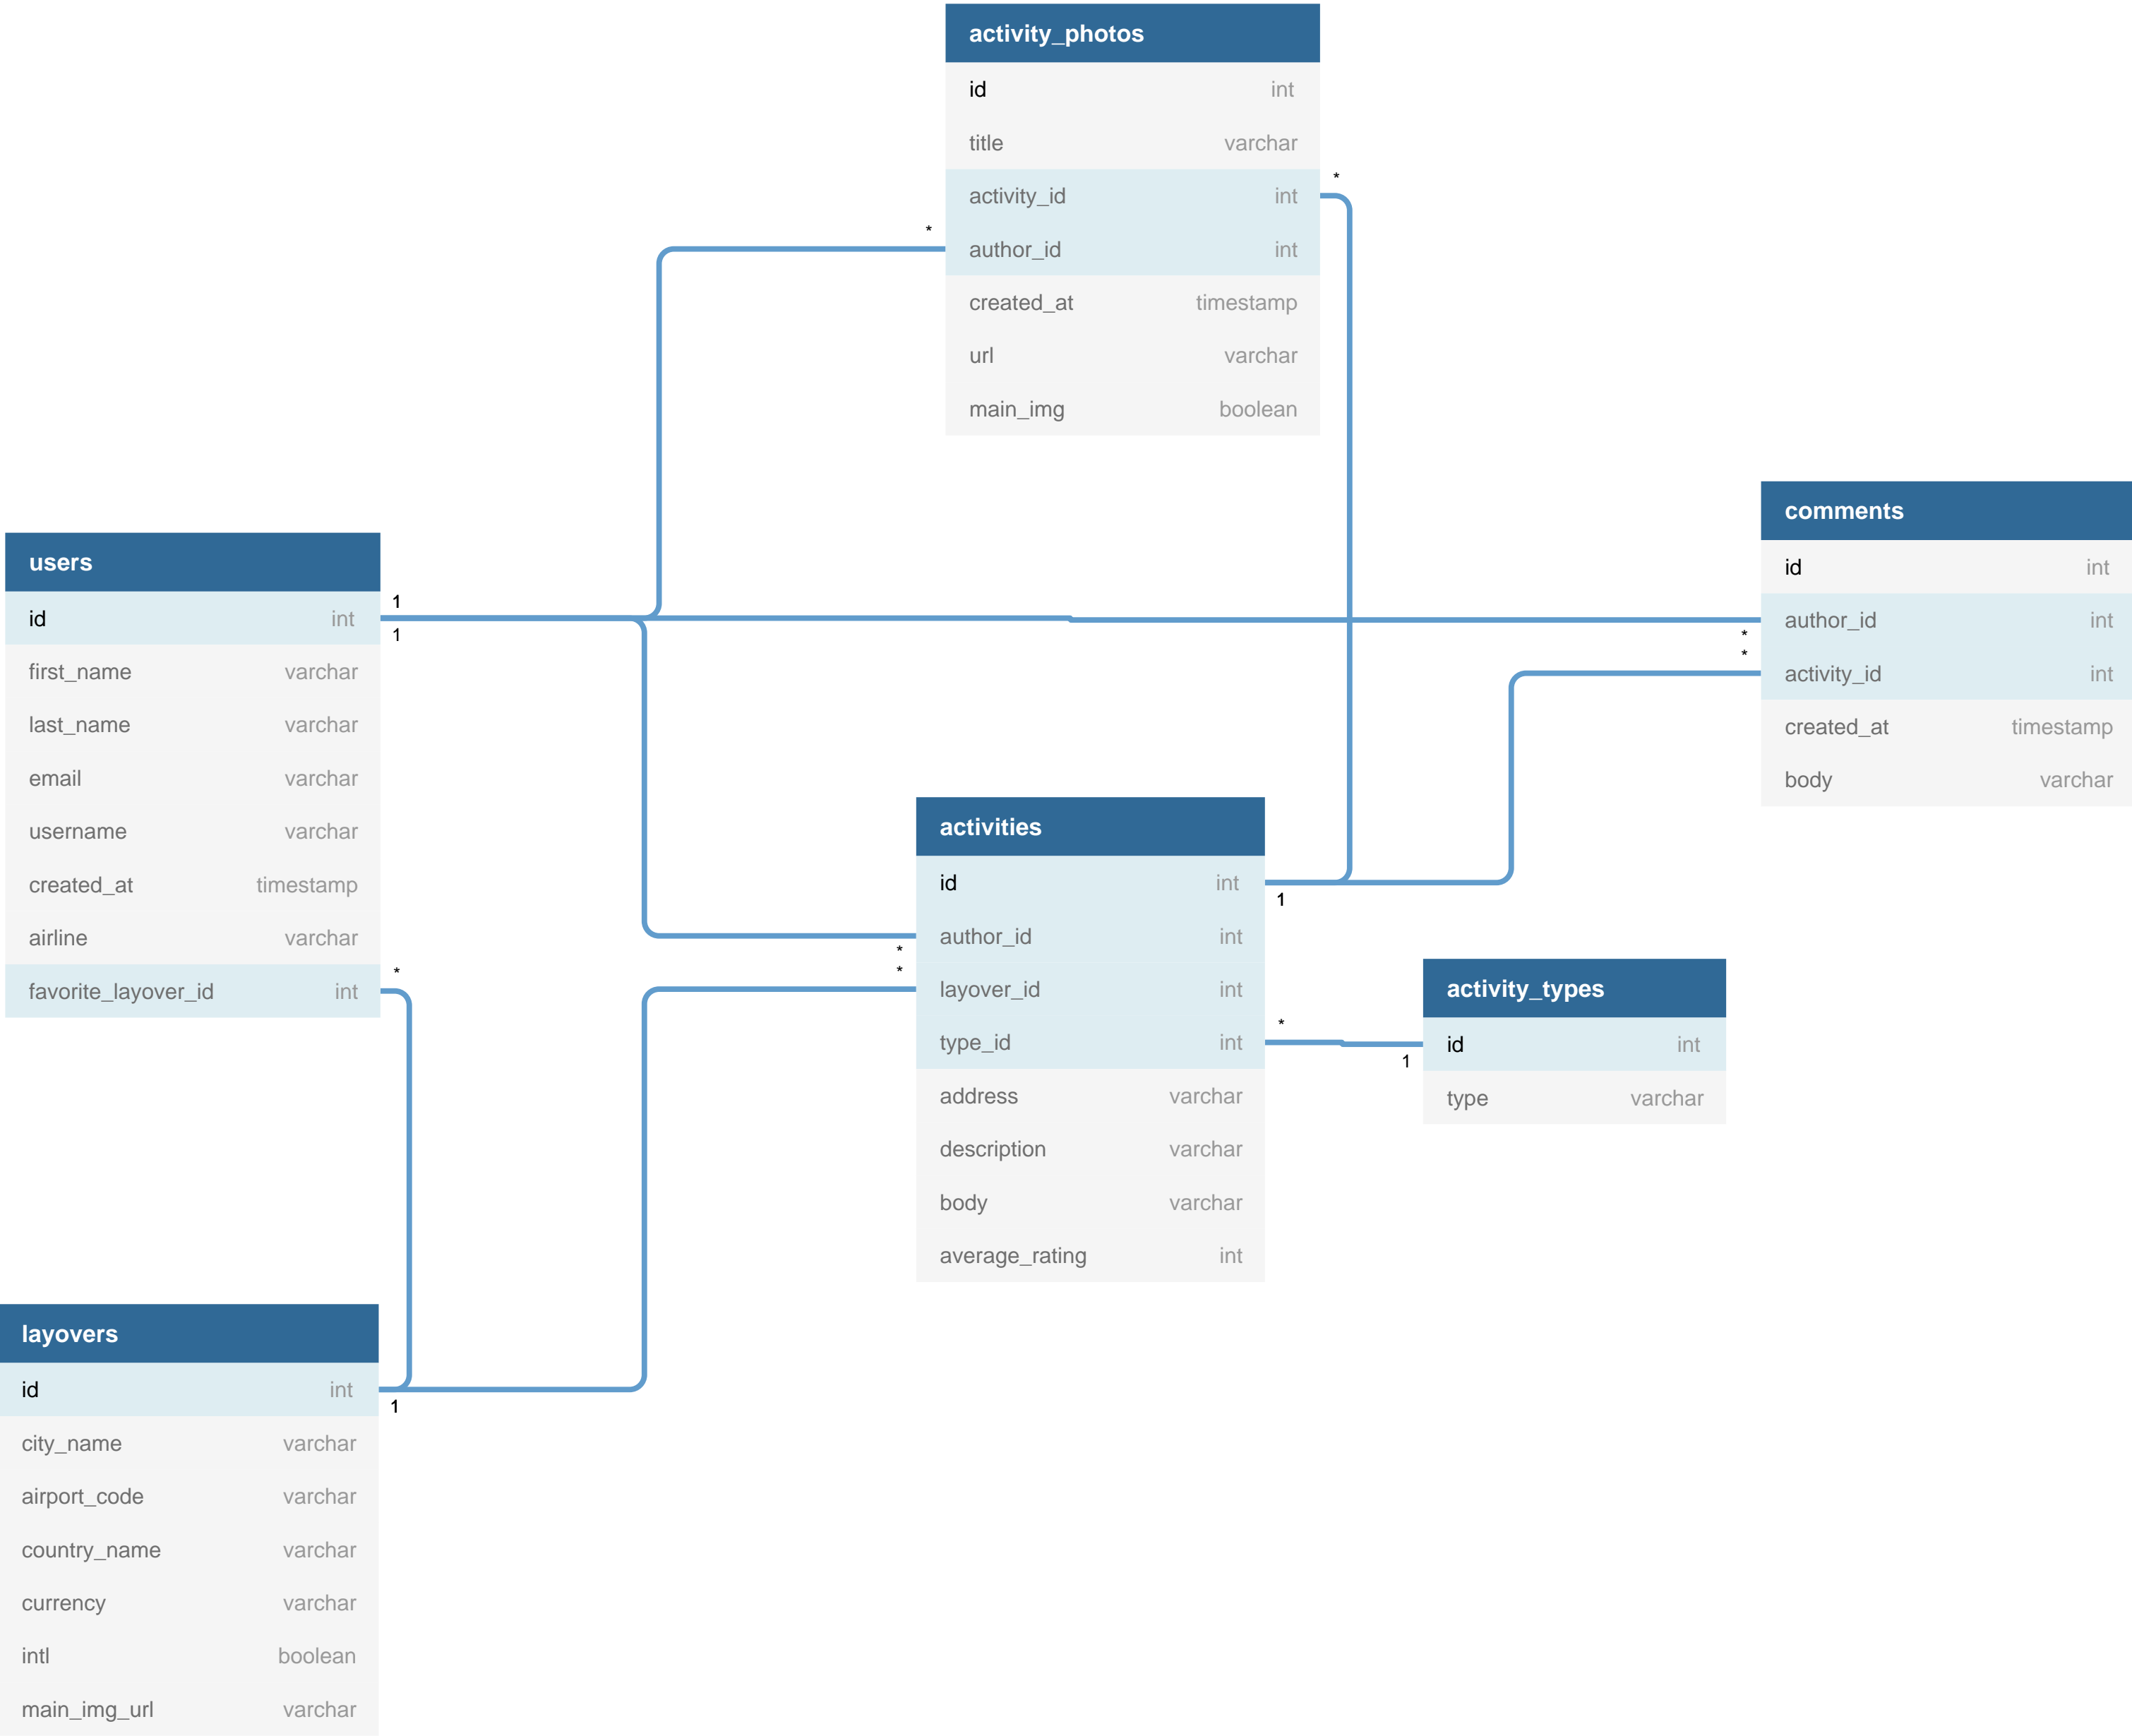 activity_photos
id int
title varchar
activity_id int
*
author_id int
*
created_at timestamp
url varchar
main_img boolean
comments
id int
author_id int
*
*
activity_id int
created_at timestamp
body varchar
users
1
id int
1
first_name varchar
last_name varchar
email varchar
username varchar
created_at timestamp
airline varchar
*
favorite_layover_id int
activities
id int
1
author_id int
*
*
layover_id int
*
type_id int
address varchar
description varchar
body varchar
average_rating int
activity_types
id int
1
type varchar
layovers
id int
1
city_name varchar
airport_code varchar
country_name varchar
currency varchar
intl boolean
main_img_url varchar